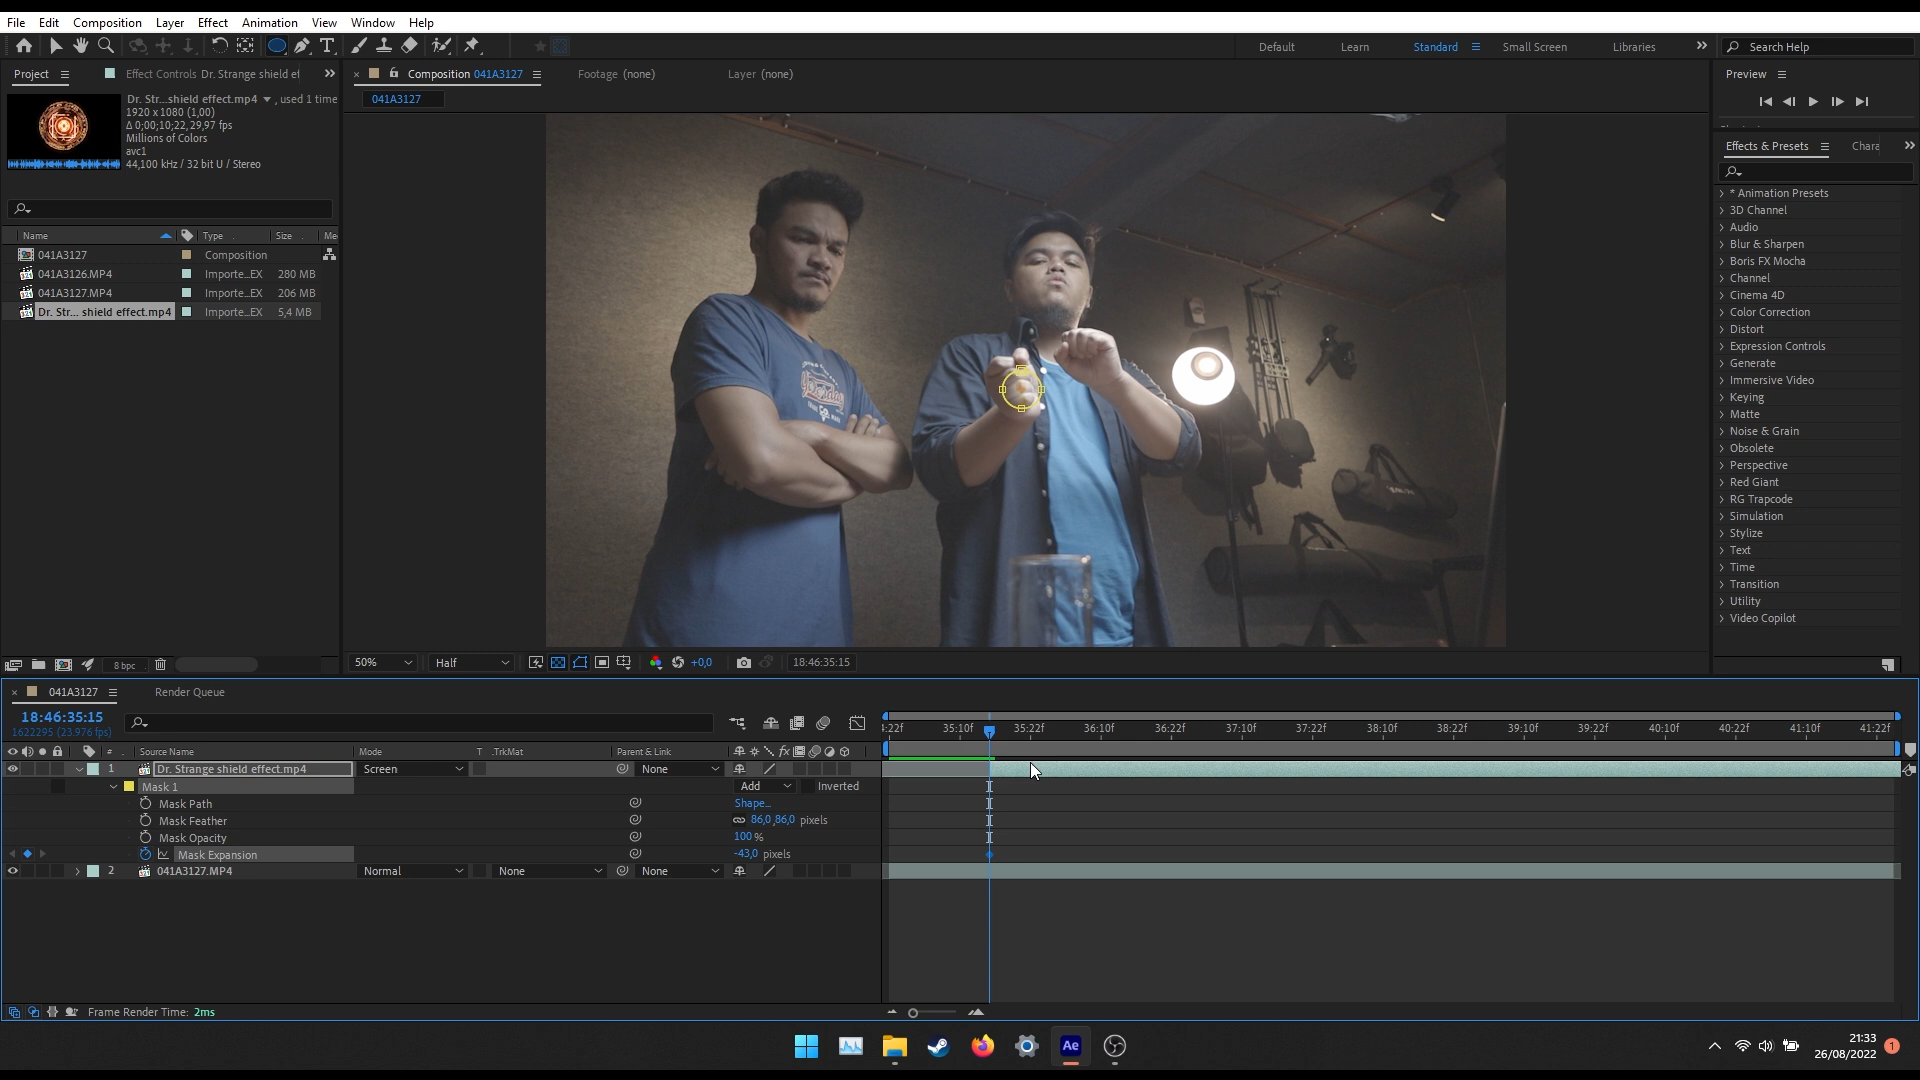 File Edit Composition Layer Effect Animation View Window Help
Default Learn Standard Small Screen Libraries Search Help
Project Effect Controls Dr. Strange shield ef
Composition 041A3127 Footage (none) Layer (none)
Preview
041A3127
Dr. Str...shield effect.mp4 , used 1 time
1920 x 1080 (1,00)
Δ 0;00;10;22, 29,97 fps
Millions of Colors
avc1
44,100 kHz / 32 bit U / Stereo
Name Type Size Me
041A3127 Composition
041A3126.MP4 Importe...EX 280 MB
041A3127.MP4 Importe...EX 206 MB
Dr. Str... shield effect.mp4 Importe...EX 5,4 MB
8 bpc
Effects & Presets Chara
* Animation Presets
3D Channel
Audio
Blur & Sharpen
Boris FX Mocha
Channel
Cinema 4D
Color Correction
Distort
Expression Controls
Generate
Immersive Video
Keying
Matte
Noise & Grain
Obsolete
Perspective
Red Giant
RG Trapcode
Simulation
Stylize
Text
Time
Transition
Utility
Video Copilot
50% Half +0,0 18:46:35:15
041A3127 Render Queue
18:46:35:15
1622295 (23.976 fps)
4:22f 35:10f 35:22f 36:10f 36:22f 37:10f 37:22f 38:10f 38:22f 39:10f 39:22f 40:10f 40:22f 41:10f 41:22f
# Source Name Mode T .TrkMat Parent & Link
1 Dr. Strange shield effect.mp4 Screen None
Mask 1 Add Inverted
Mask Path Shape...
Mask Feather 86,0,86,0 pixels
Mask Opacity 100 %
Mask Expansion -43,0 pixels
2 041A3127.MP4 Normal None None
Frame Render Time: 2ms
Ae
21:33
26/08/2022
1